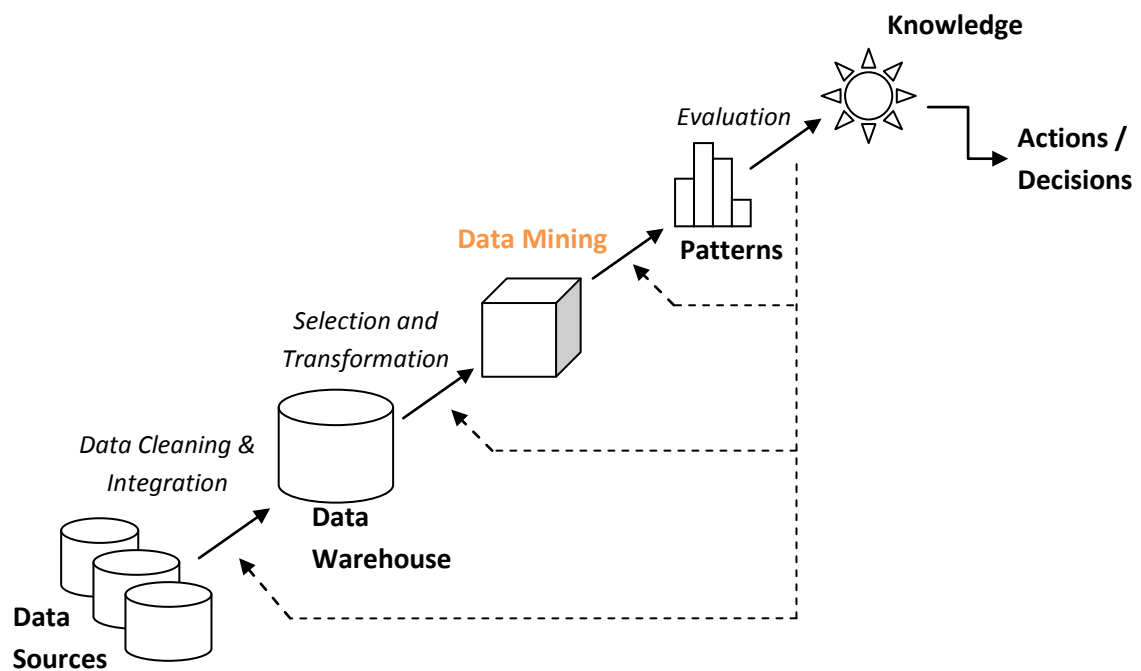 Knowledge
Evaluation
Actions /
Decisions
Data Mining
Patterns
Selection and
Transformation
Data Cleaning &
Integration
Data
Warehouse
Data
Sources